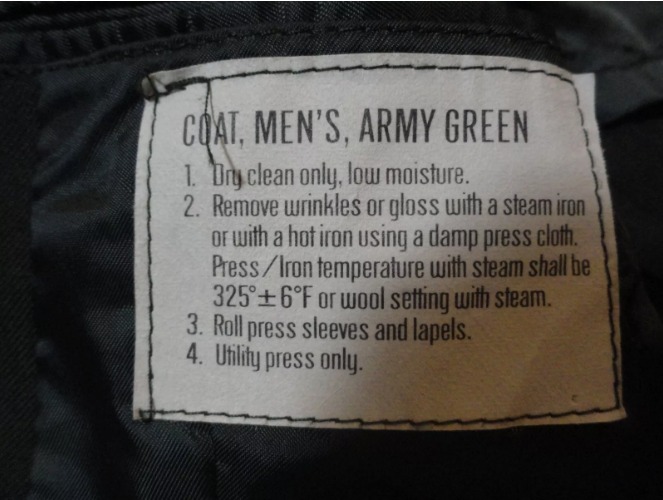 COAT, MEN'S, ARMY GREEN
1. Dry clean only, low moisture.
2. Remove wrinkles or gloss with a steam iron
or with a hot iron using a damp press cloth.
Press/Iron temperature with steam shall be
325°±6°F or wool setting with steam.
3. Roll press sleeves and lapels.
4. Utility press only.